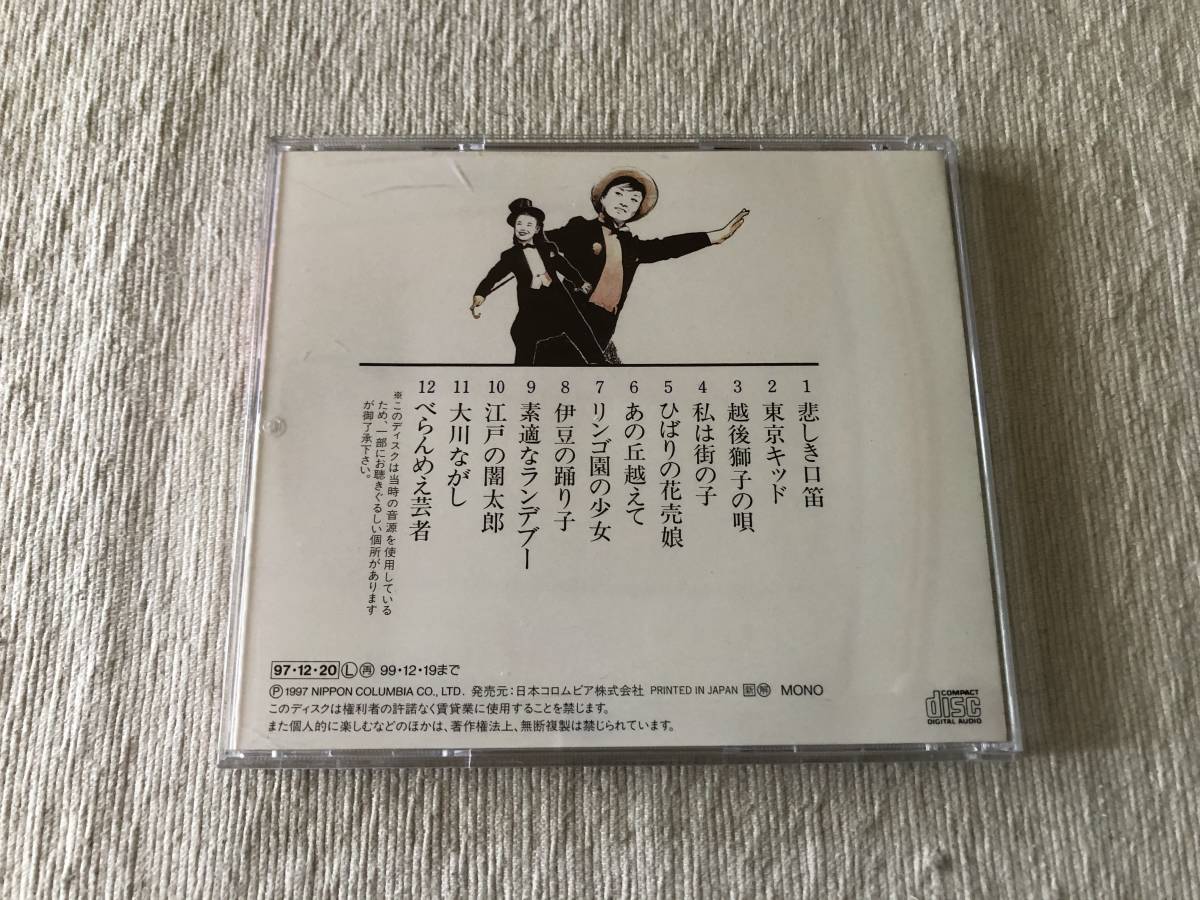 1 悲しき口笛
2 東京キッド
3 越後獅子の唄
4 私は街の子
5 ひばりの花売娘
6 あの丘越えて
7 リンゴ園の少女
8 伊豆の踊り子
9 素適なランデブー
10 江戸の闇太郎
11 大川ながし
12 べらんめえ芸者
※このディスクは当時の音源を使用している
ため、一部にお聴きぐるしい個所があります
が御了承下さい。
97・12・20 Ⓛ 再 99・12・19まで
Ⓟ1997 NIPPON COLUMBIA CO., LTD. 発売元：日本コロムビア株式会社 PRINTED IN JAPAN MONO
このディスクは権利者の許諾なく賃貸業に使用することを禁じます。
また個人的に楽しむなどのほかは、著作権法上、無断複製は禁じられています。
COMPACT
disc
DIGITAL AUDIO